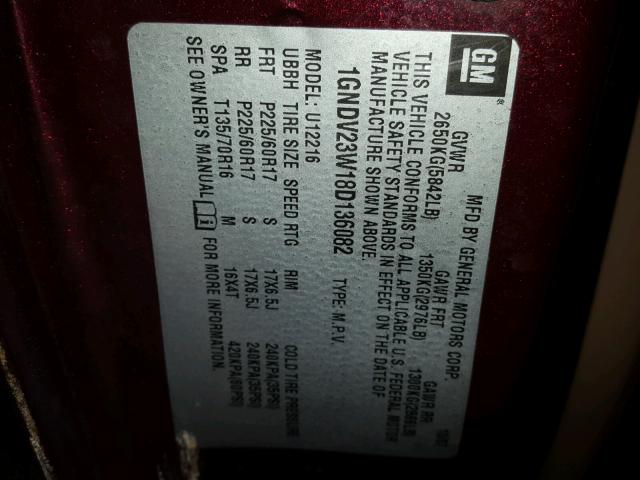 GM ®
MFD BY GENERAL MOTORS CORP
GVWR GAWR FRT GAWR RR
2650KG(5842LB) 1350KG(2976LB) 1300KG(2866LB)
THIS VEHICLE CONFORMS TO ALL APPLICABLE U.S. FEDERAL MOTOR
VEHICLE SAFETY STANDARDS IN EFFECT ON THE DATE OF
MANUFACTURE SHOWN ABOVE.
1GNDV23W18D136082 TYPE: M.P.V.
MODEL: U12216
UBBH TIRE SIZE SPEED RTG RIM COLD TIRE PRESSURE
FRT P225/60R17 S 17X6.5J 240KPA(35PSI)
RR P225/60R17 S 17X6.5J 240KPA(35PSI)
SPA T135/70R16 M 16X4T 420KPA(60PSI)
SEE OWNER'S MANUAL i FOR MORE INFORMATION.